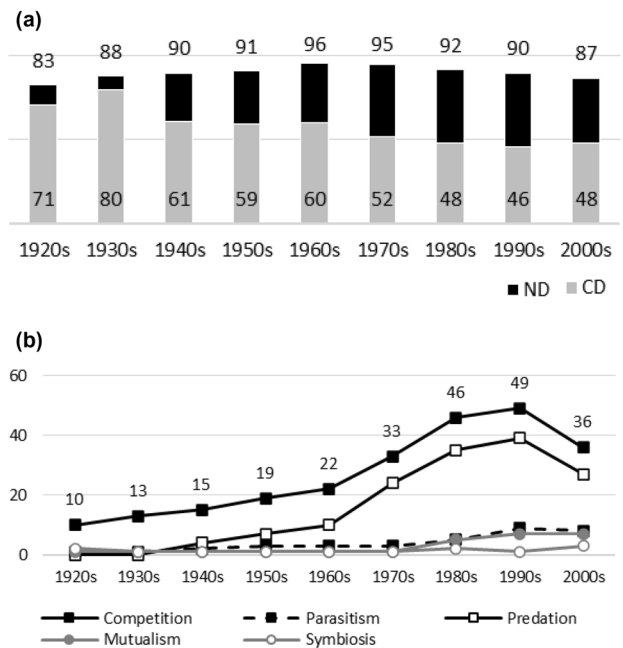 (a)
83 88 90 91 96 95 92 90 87
71 80 61 59 60 52 48 46 48
1920s 1930s 1940s 1950s 1960s 1970s 1980s 1990s 2000s
ND CD
(b)
60
49
46
40
36
33
22
20
19
15
13
10
0
1920s 1930s 1940s 1950s 1960s 1970s 1980s 1990s 2000s
Competition Parasitism Predation
Mutualism Symbiosis